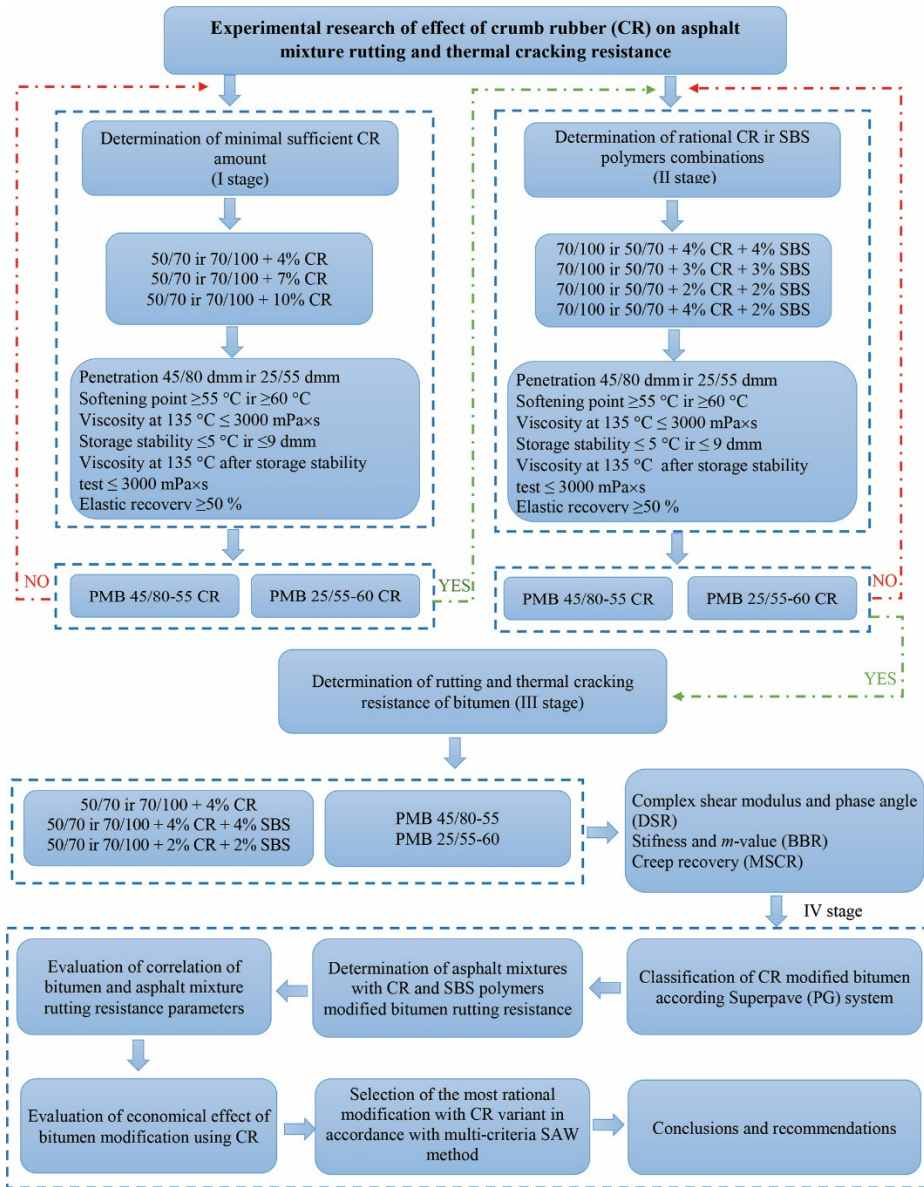 Experimental research of effect of crumb rubber (CR) on asphalt
mixture rutting and thermal cracking resistance
Determination of minimal sufficient CR
amount
(I stage)
50/70 ir 70/100 + 4% CR
50/70 ir 70/100 + 7% CR
50/70 ir 70/100 + 10% CR
Penetration 45/80 dmm ir 25/55 dmm
Softening point ≥55 °C ir ≥60 °C
Viscosity at 135 °C ≤ 3000 mPa×s
Storage stability ≤5 °C ir ≤9 dmm
Viscosity at 135 °C after storage stability
test ≤ 3000 mPa×s
Elastic recovery ≥50 %
NO
PMB 45/80-55 CR
PMB 25/55-60 CR
YES
Determination of rational CR ir SBS
polymers combinations
(II stage)
70/100 ir 50/70 + 4% CR + 4% SBS
70/100 ir 50/70 + 3% CR + 3% SBS
70/100 ir 50/70 + 2% CR + 2% SBS
70/100 ir 50/70 + 4% CR + 2% SBS
Penetration 45/80 dmm ir 25/55 dmm
Softening point ≥55 °C ir ≥60 °C
Viscosity at 135 °C ≤ 3000 mPa×s
Storage stability ≤ 5 °C ir ≤ 9 dmm
Viscosity at 135 °C after storage stability
test ≤ 3000 mPa×s
Elastic recovery ≥50 %
PMB 45/80-55 CR
PMB 25/55-60 CR
NO
YES
Determination of rutting and thermal cracking
resistance of bitumen (III stage)
50/70 ir 70/100 + 4% CR
50/70 ir 70/100 + 4% CR + 4% SBS
50/70 ir 70/100 + 2% CR + 2% SBS
PMB 45/80-55
PMB 25/55-60
Complex shear modulus and phase angle
(DSR)
Stifness and m-value (BBR)
Creep recovery (MSCR)
IV stage
Evaluation of correlation of
bitumen and asphalt mixture
rutting resistance parameters
Determination of asphalt mixtures
with CR and SBS polymers
modified bitumen rutting resistance
Classification of CR modified bitumen
according Superpave (PG) system
Evaluation of economical effect of
bitumen modification using CR
Selection of the most rational
modification with CR variant in
accordance with multi-criteria SAW
method
Conclusions and recommendations